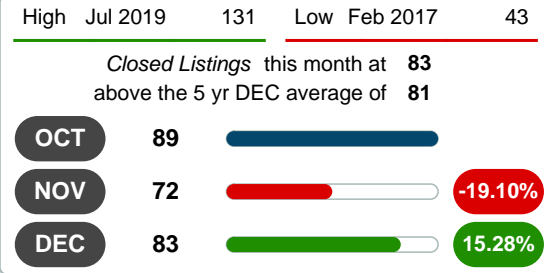 High Jul 2019 131 Low Feb 2017 43
Closed Listings this month at 83
above the 5 yr DEC average of 81
OCT 89
NOV 72 -19.10%
DEC 83 15.28%